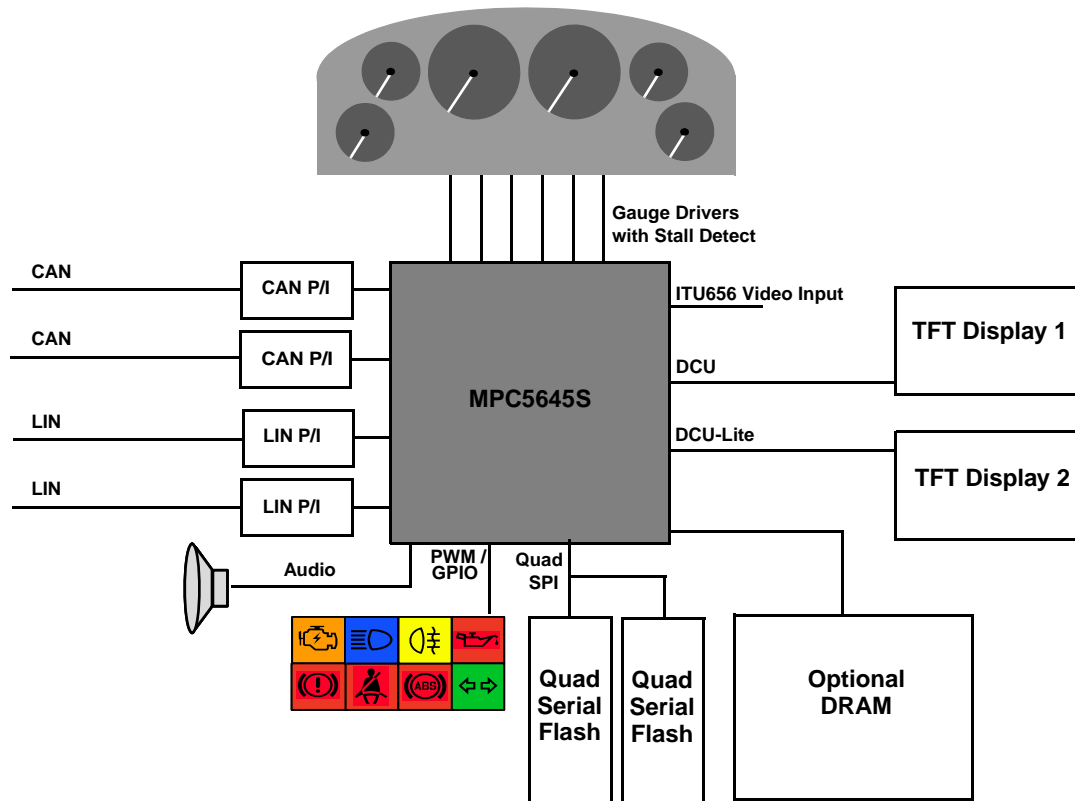 Gauge Drivers
with Stall Detect
CAN
CAN P/I
ITU656 Video Input
TFT Display 1
CAN
CAN P/I
DCU
MPC5645S
LIN
LIN P/I
DCU-Lite
TFT Display 2
LIN
LIN P/I
Audio
PWM /
GPIO
Quad
SPI
ABS
Quad
Serial
Flash
Quad
Serial
Flash
Optional
DRAM